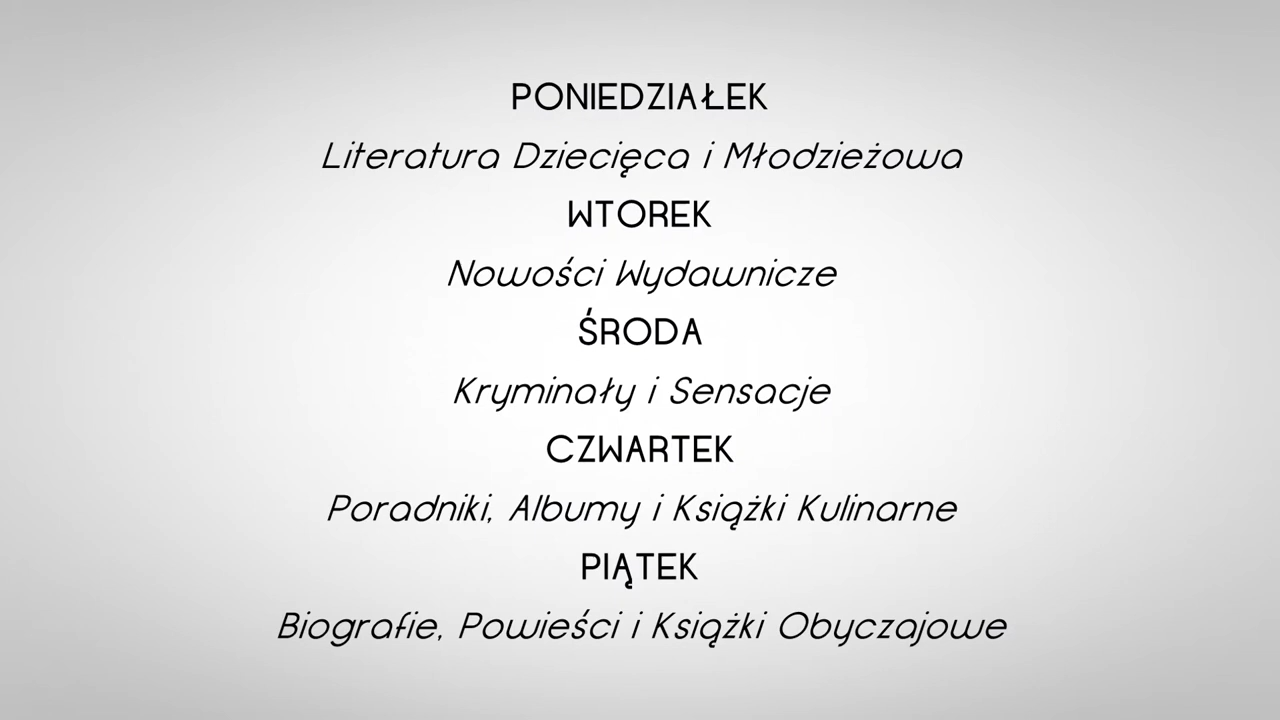 PONIEDZIAŁEK
Literatura Dziecięca i Młodzieżowa
WTOREK
Nowości Wydawnicze
ŚRODA
Kryminały i Sensacje
CZWARTEK
Poradniki, Albumy i Książki Kulinarne
PIĄTEK
Biografie, Powieści i Książki Obyczajowe